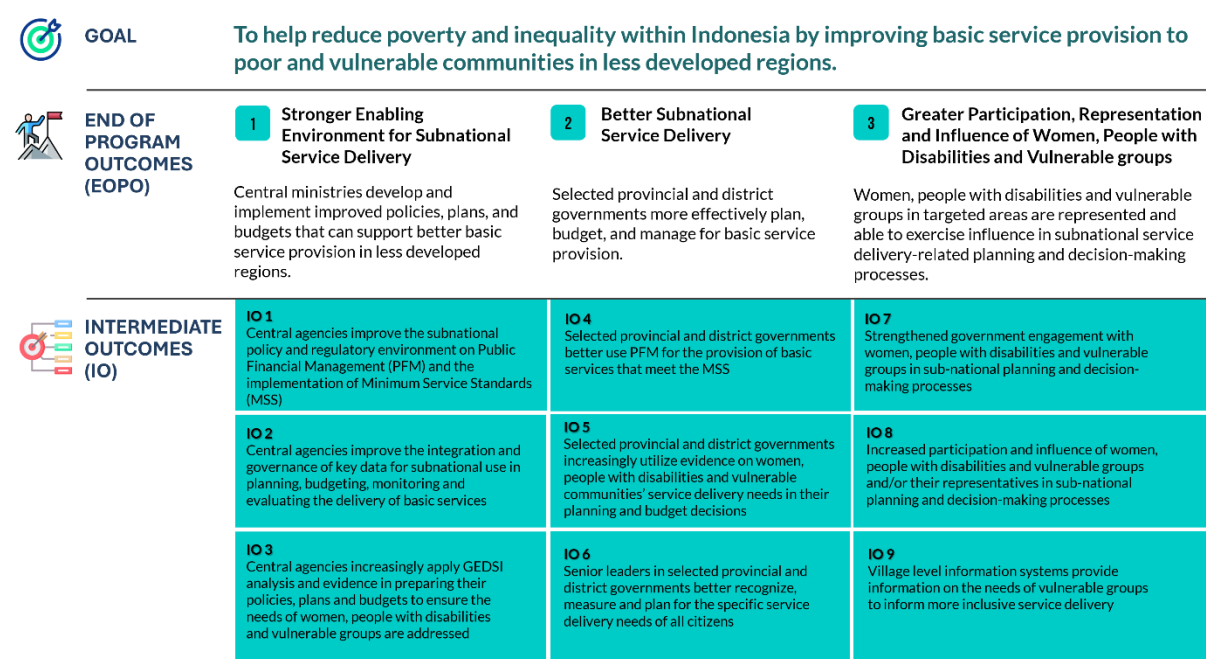 GOAL
To help reduce poverty and inequality within Indonesia by improving basic service provision to
poor and vulnerable communities in less developed regions.
END OF
PROGRAM
OUTCOMES
(EOPO)
1
Stronger Enabling
Environment for Subnational
Service Delivery
Central ministries develop and
implement improved policies, plans, and
budgets that can support better basic
service provision in less developed
regions.
2
Better Subnational
Service Delivery
Selected provincial and district
governments more effectively plan,
budget, and manage for basic service
provision.
3
Greater Participation, Representation
and Influence of Women, People with
Disabilities and Vulnerable groups
Women, people with disabilities and vulnerable
groups in targeted areas are represented and
able to exercise influence in subnational service
delivery-related planning and decision-making
processes.
INTERMEDIATE
OUTCOMES
(IO)
IO 1
Central agencies improve the subnational
policy and regulatory environment on Public
Financial Management (PFM) and the
implementation of Minimum Service Standards
(MSS)
IO 4
Selected provincial and district governments
better use PFM for the provision of basic
services that meet the MSS
IO 7
Strengthened government engagement with
women, people with disabilities and vulnerable
groups in sub-national planning and decision-
making processes
IO 2
Central agencies improve the integration and
governance of key data for subnational use in
planning, budgeting, monitoring and
evaluating the delivery of basic services
IO 5
Selected provincial and district governments
increasingly utilize evidence on women,
people with disabilities and vulnerable
communities' service delivery needs in their
planning and budget decisions
IO 8
Increased participation and influence of women,
people with disabilities and vulnerable groups
and/or their representatives in sub-national
planning and decision-making processes
IO 3
Central agencies increasingly apply GEDSI
analysis and evidence in preparing their
policies, plans and budgets to ensure the
needs of women, people with disabilities
and vulnerable groups are addressed
IO 6
Senior leaders in selected provincial and
district governments better recognize,
measure and plan for the specific service
delivery needs of all citizens
IO 9
Village level information systems provide
information on the needs of vulnerable groups
to inform more inclusive service delivery